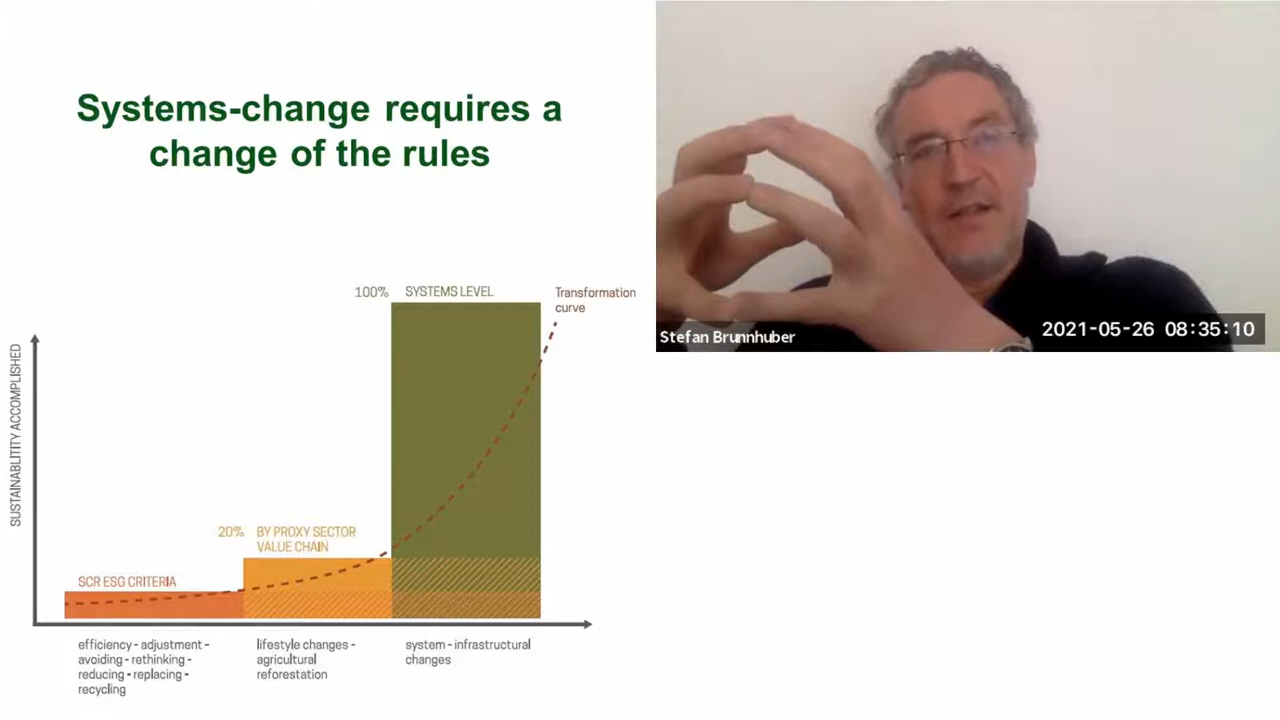 Systems-change requires a
change of the rules
SUSTAINABLITITY ACCOMPLISHED
100%
SYSTEMS LEVEL
Transformation
curve
20%
BY PROXY SECTOR
VALUE CHAIN
SCR ESG CRITERIA
efficiency - adjustment -
avoiding - rethinking -
reducing - replacing -
recycling
lifestyle changes -
agricultural
reforestation
system - infrastructural
changes
Stefan Brunnhuber
2021-05-26 08:35:10